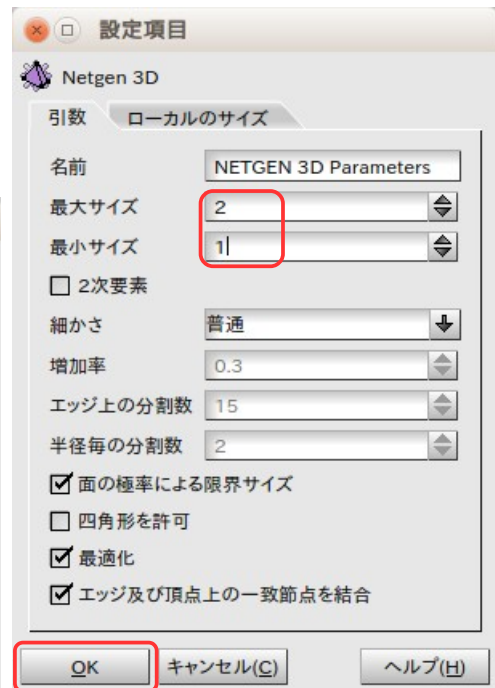 設定項目
Netgen 3D
引数 ローカルのサイズ
名前 NETGEN 3D Parameters
最大サイズ 2
最小サイズ 1
2次要素
細かさ 普通
増加率 0.3
エッジ上の分割数 15
半径毎の分割数 2
面の極率による限界サイズ
四角形を許可
最適化
エッジ及び頂点上の一致節点を結合
OK キャンセル(C) ヘルプ(H)